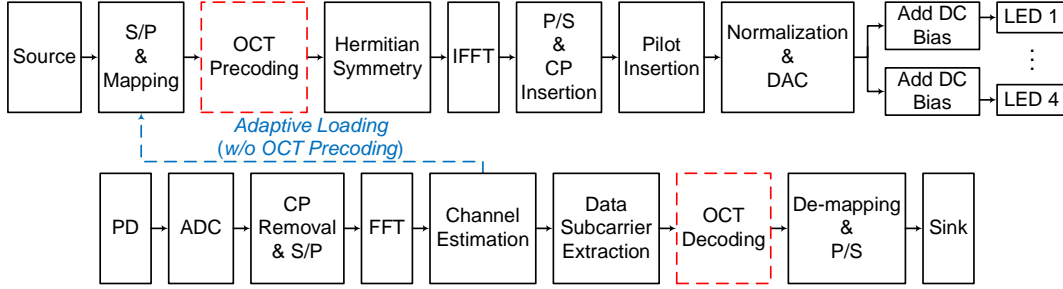 Source
S/P
&
Mapping
OCT
Precoding
Hermitian
Symmetry
IFFT
P/S
&
CP
Insertion
Pilot
Insertion
Normalization
&
DAC
Add DC
Bias
LED 1
⋮
Add DC
Bias
LED 4
Adaptive Loading
(w/o OCT Precoding)
PD
ADC
CP
Removal
& S/P
FFT
Channel
Estimation
Data
Subcarrier
Extraction
OCT
Decoding
De-mapping
&
P/S
Sink